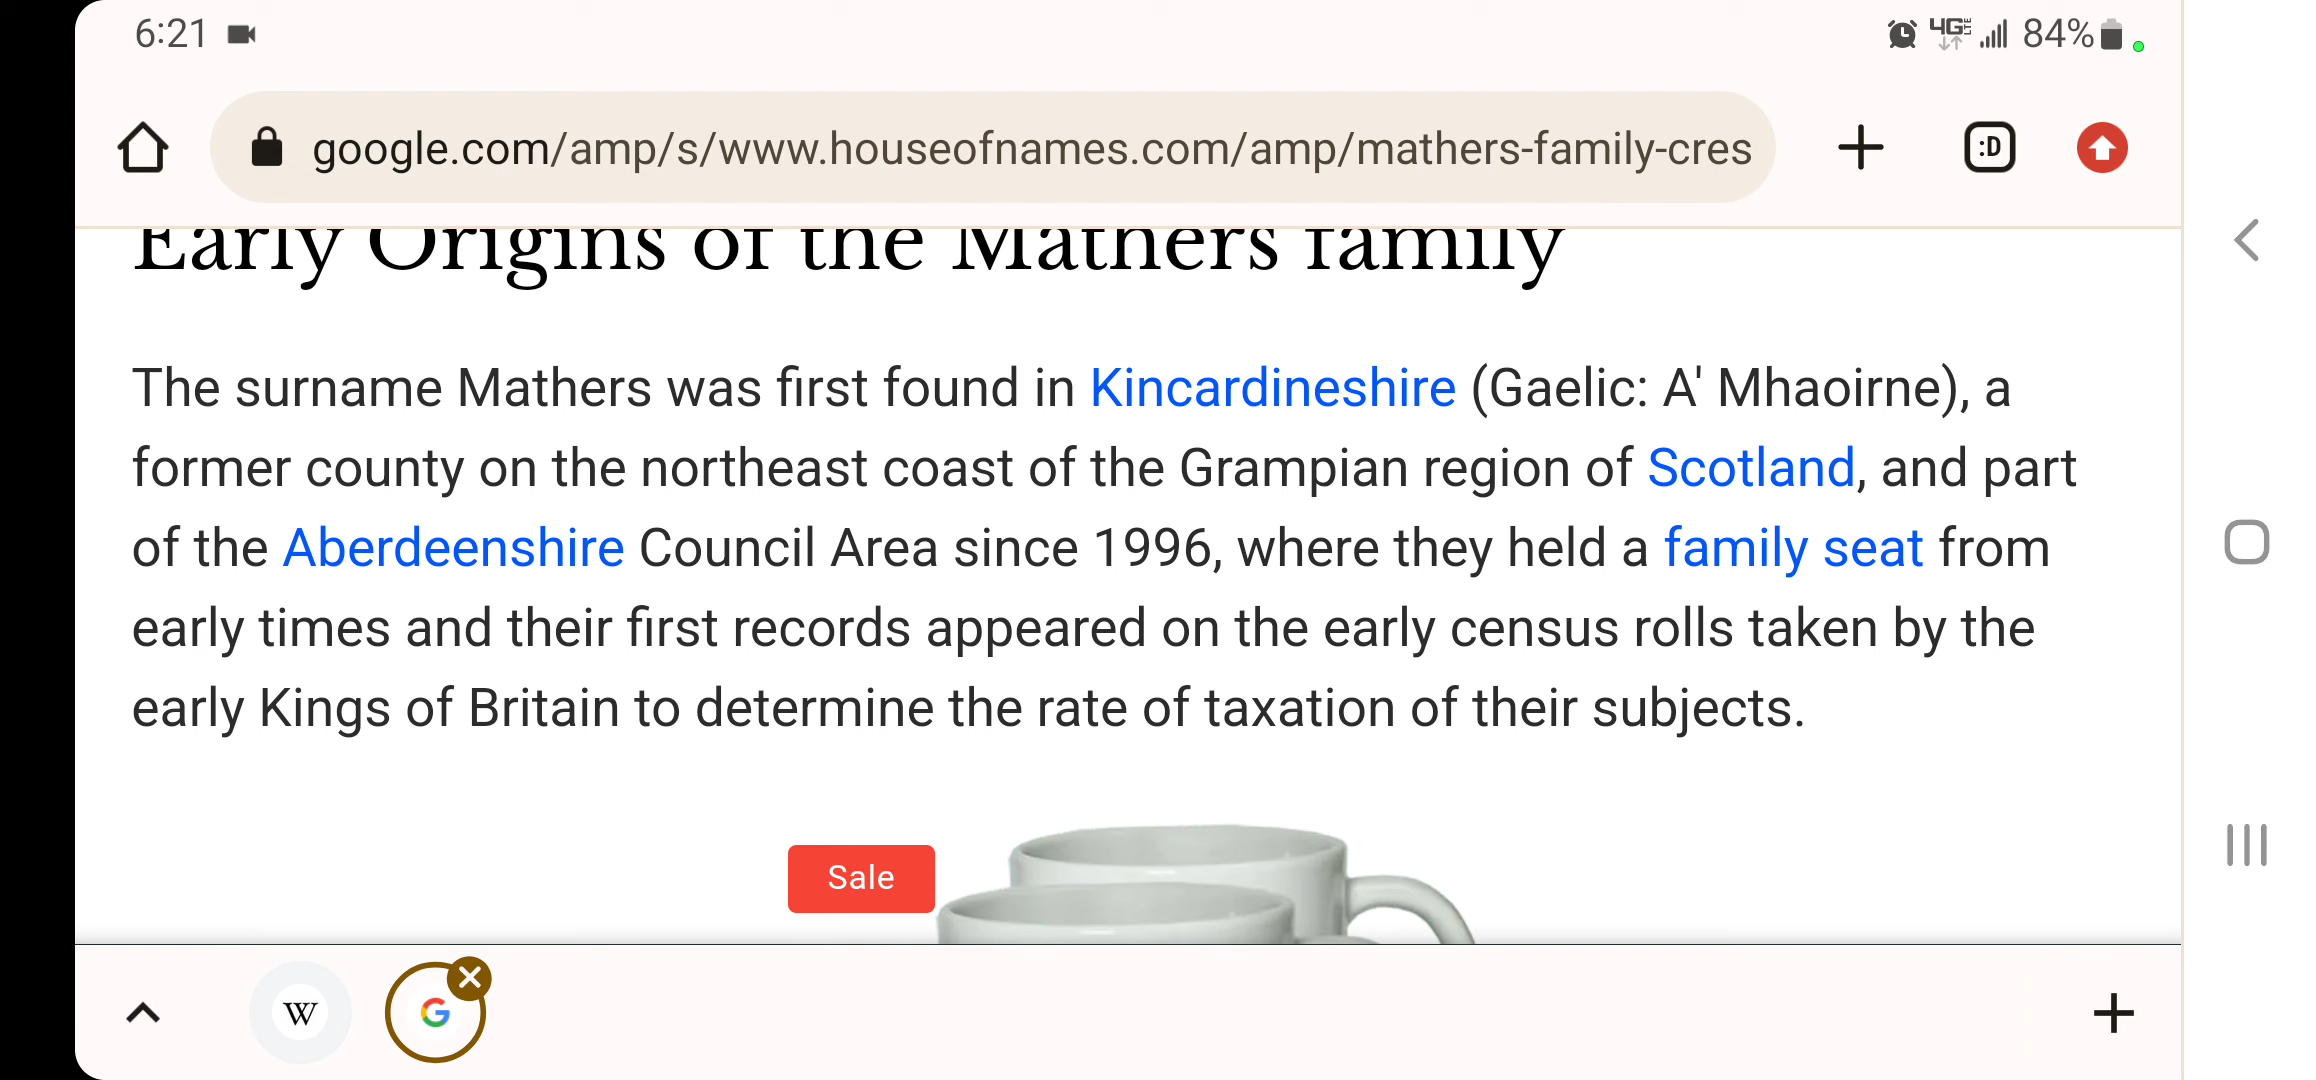 6:21
4G LTE 84%
google.com/amp/s/www.houseofnames.com/amp/mathers-family-cres
:D
Early Origins of the Mathers family
The surname Mathers was first found in Kincardineshire (Gaelic: A' Mhaoirne), a
former county on the northeast coast of the Grampian region of Scotland, and part
of the Aberdeenshire Council Area since 1996, where they held a family seat from
early times and their first records appeared on the early census rolls taken by the
early Kings of Britain to determine the rate of taxation of their subjects.
Sale
W
G